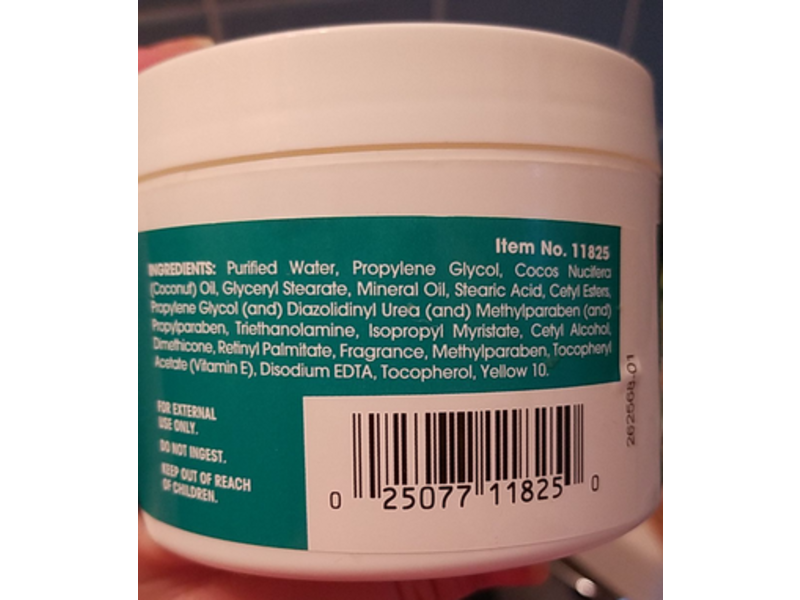 Item No. 11825
INGREDIENTS: Purified Water, Propylene Glycol, Cocos Nucifera
(Coconut) Oil, Glyceryl Stearate, Mineral Oil, Stearic Acid, Cetyl Esters,
Propylene Glycol (and) Diazolidinyl Urea (and) Methylparaben (and)
Propylparaben, Triethanolamine, Isopropyl Myristate, Cetyl Alcohol,
Dimethicone, Retinyl Palmitate, Fragrance, Methylparaben, Tocopheryl
Acetate (Vitamin E), Disodium EDTA, Tocopherol, Yellow 10.
FOR EXTERNAL
USE ONLY.
DO NOT INGEST.
KEEP OUT OF REACH
OF CHILDREN.
0 25077 11825 0
262568.01